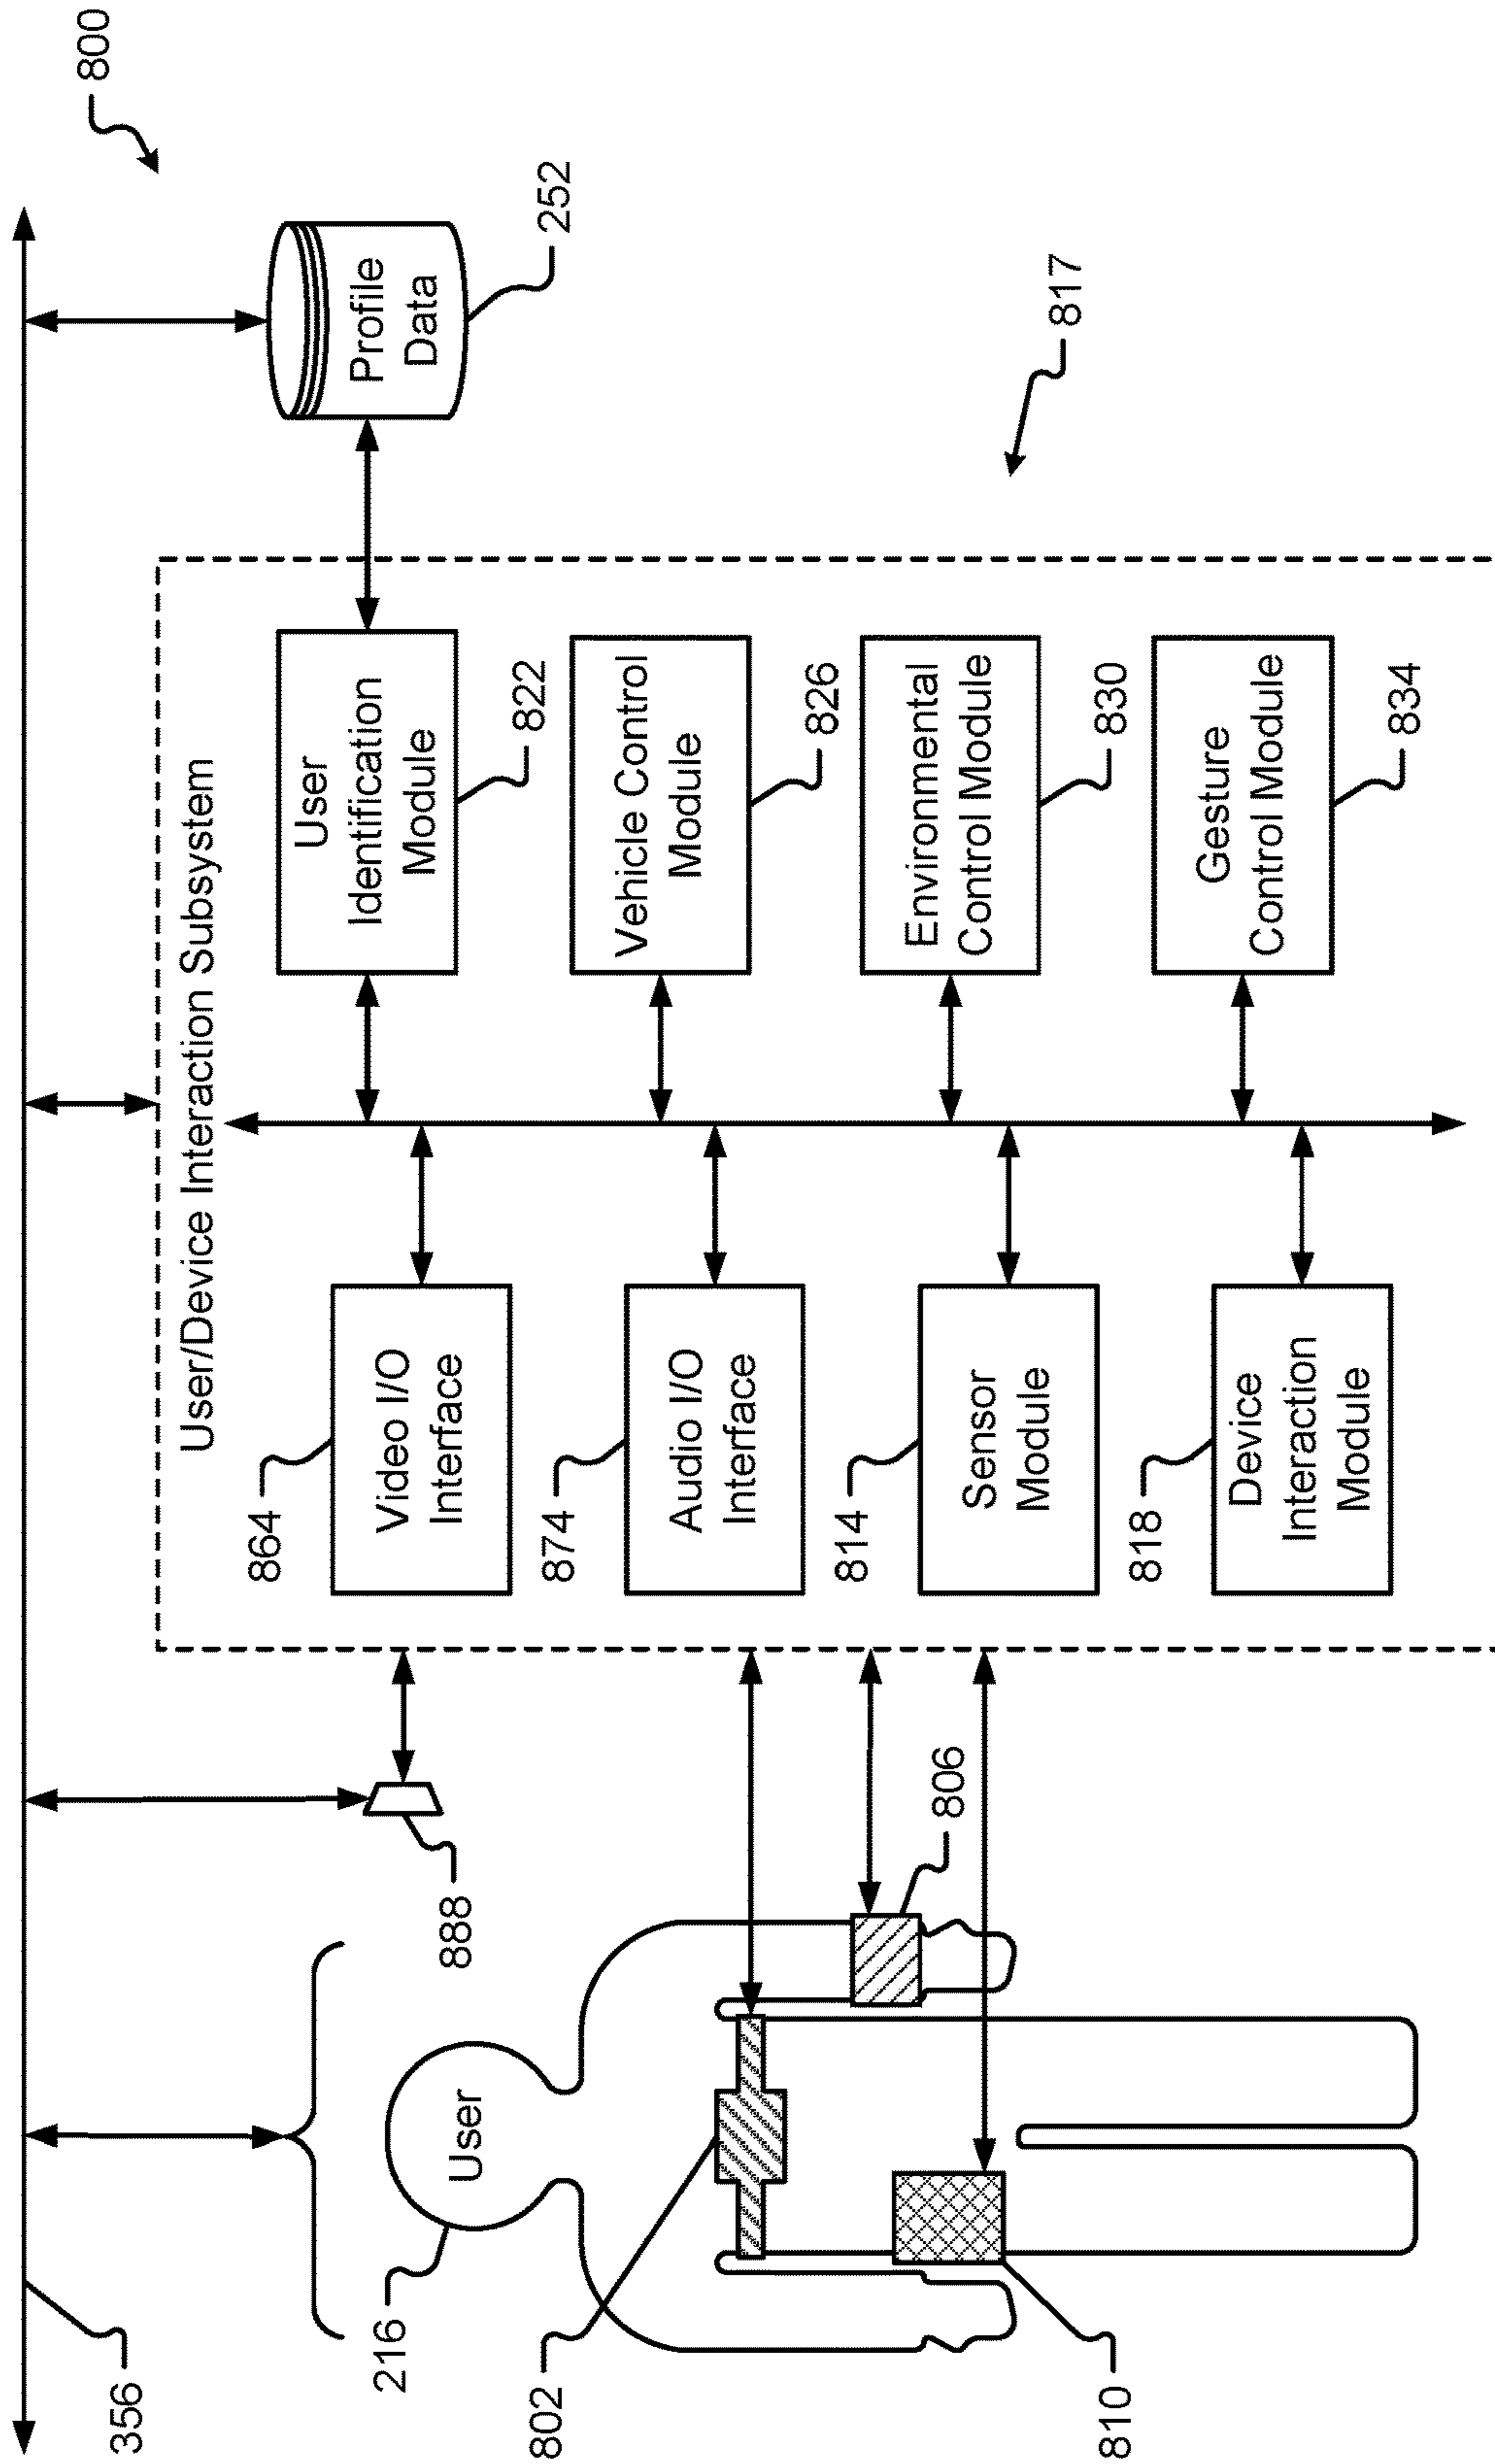 800
356
888
User/Device Interaction Subsystem
Profile
Data
252
216
User
802
806
810
864
Video I/O
Interface
874
Audio I/O
Interface
814
Sensor
Module
818
Device
Interaction
Module
User
Identification
Module
822
Vehicle Control
Module
826
Environmental
Control Module
830
Gesture
Control Module
834
817